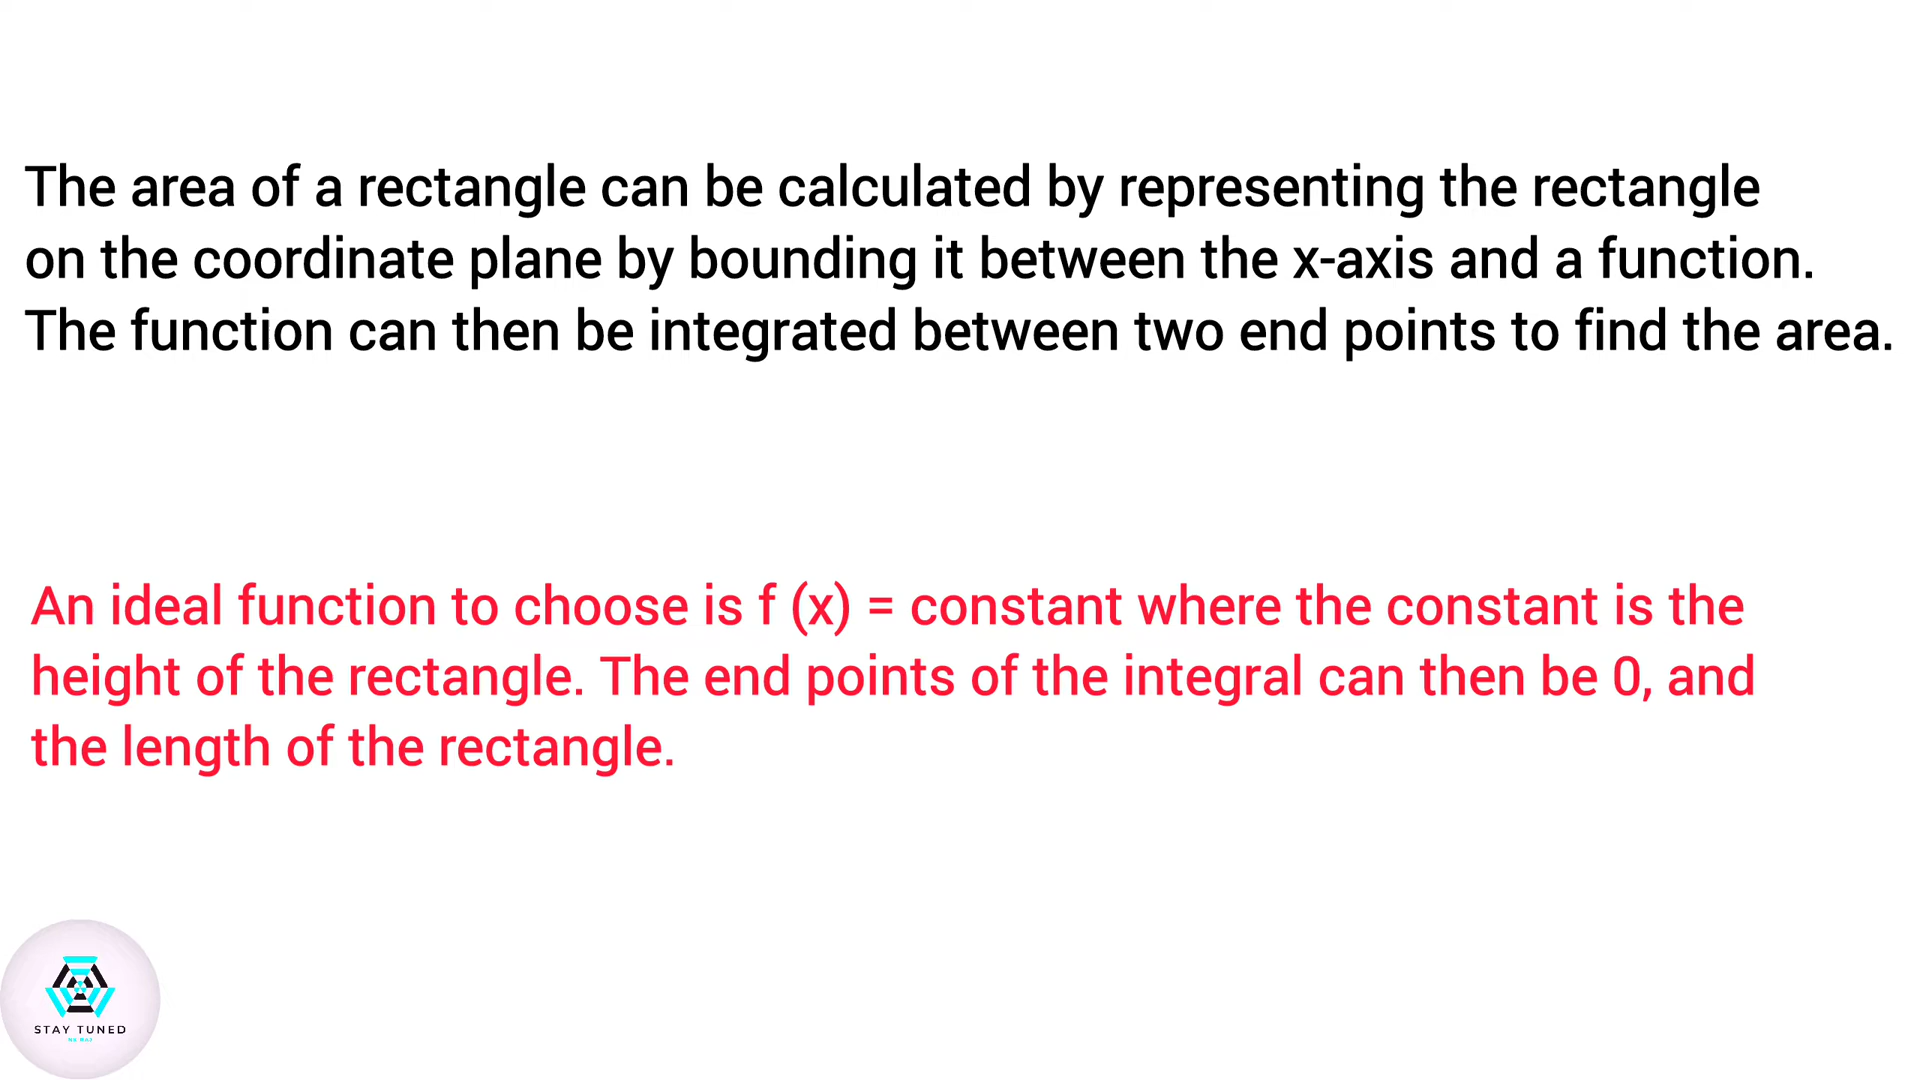 The area of a rectangle can be calculated by representing the rectangle
on the coordinate plane by bounding it between the x-axis and a function.
The function can then be integrated between two end points to find the area.
An ideal function to choose is f (x) = constant where the constant is the
height of the rectangle. The end points of the integral can then be 0, and
the length of the rectangle.
STAY TUNED